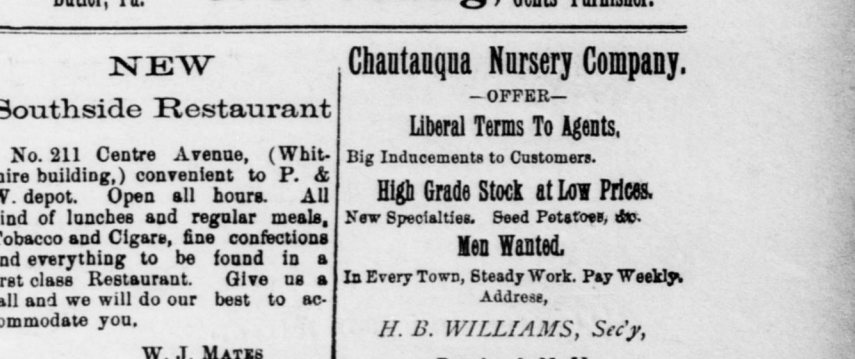 Butler, Pa.
Gents Furnisher.
NEW
Southside Restaurant
No. 211 Centre Avenue, (Whit-
mire building,) convenient to P. &
W. depot. Open all hours. All
kind of lunches and regular meals,
Tobacco and Cigars, fine confections
and everything to be found in a
first class Restaurant. Give us a
call and we will do our best to ac-
commodate you.
W. J. MATES
Chautauqua Nursery Company.
—OFFER—
Liberal Terms To Agents,
Big Inducements to Customers.
High Grade Stock at Low Prices.
New Specialties. Seed Potatoes, &c.
Men Wanted.
In Every Town, Steady Work. Pay Weekly.
Address,
H. B. WILLIAMS, Sec'y,